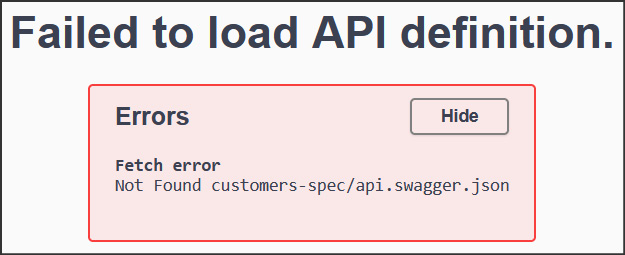 Failed to load API definition.
Errors
Hide
Fetch error
Not Found customers-spec/api.swagger.json